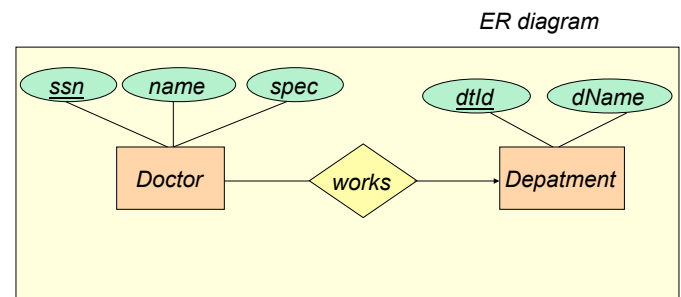 ER diagram
ssn name spec dtId dName
Doctor works Depatment